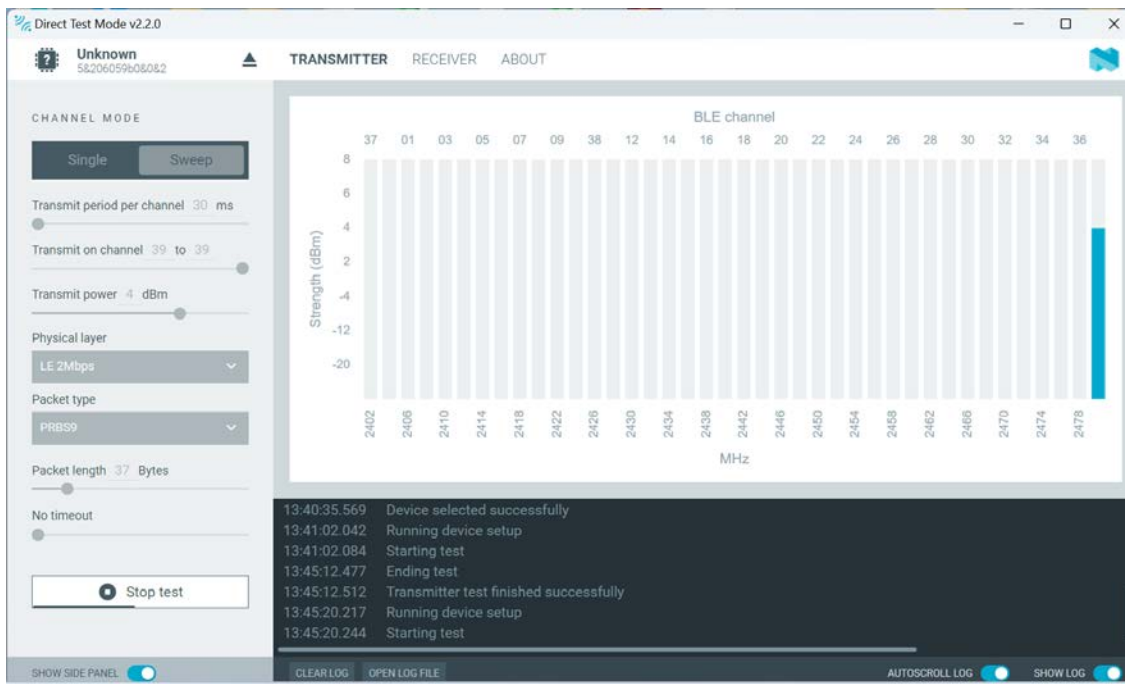 Direct Test Mode v2.2.0
Unknown
5&206059b0&0&2
TRANSMITTER RECEIVER ABOUT
CHANNEL MODE
Single Sweep
Transmit period per channel 30 ms
Transmit on channel 39 to 39
Transmit power 4 dBm
Physical layer
LE 2Mbps
Packet type
PRBS9
Packet length 37 Bytes
No timeout
Stop test
SHOW SIDE PANEL
BLE channel
37 01 03 05 07 09 38 12 14 16 18 20 22 24 26 28 30 32 34 36
Strength (dBm)
8
6
4
2
-4
-12
-20
2402 2406 2410 2414 2418 2422 2426 2430 2434 2438 2442 2446 2450 2454 2458 2462 2466 2470 2474 2478
MHz
13:40:35.569 Device selected successfully
13:41:02.042 Running device setup
13:41:02.084 Starting test
13:45:12.477 Ending test
13:45:12.512 Transmitter test finished successfully
13:45:20.217 Running device setup
13:45:20.244 Starting test
CLEAR LOG OPEN LOG FILE AUTOSCROLL LOG SHOW LOG